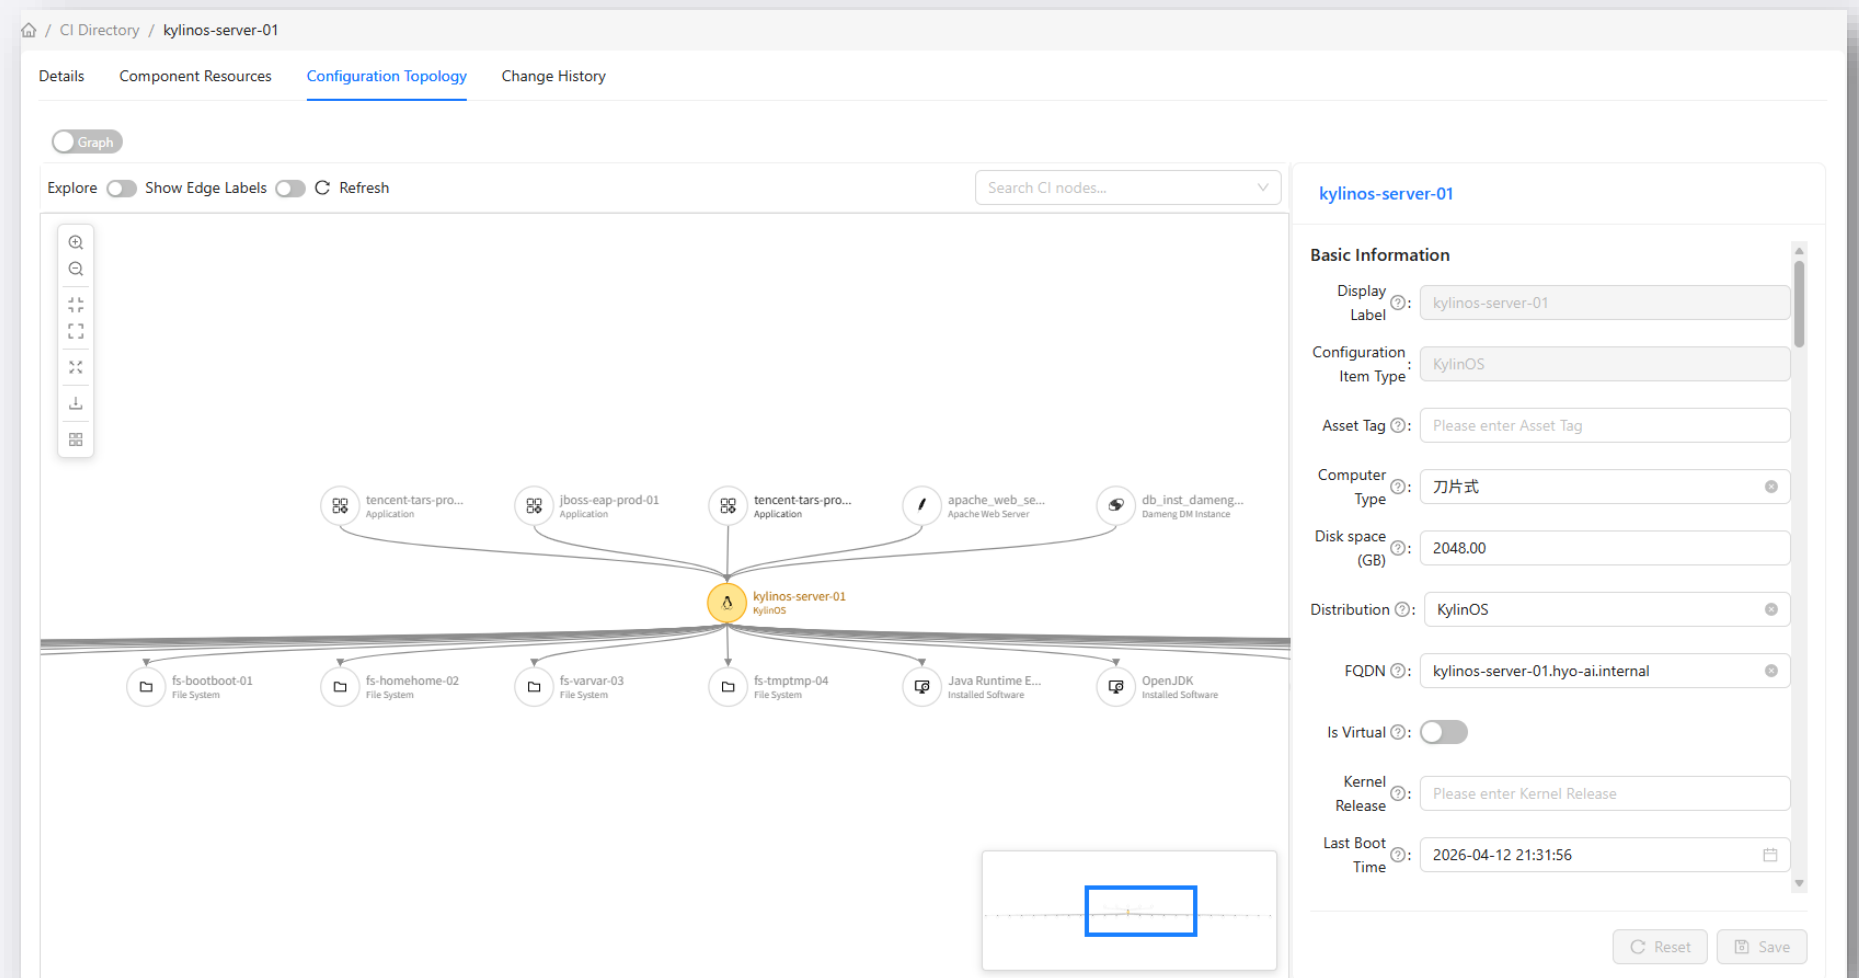 / CI Directory / kylinos-server-01
Details Component Resources Configuration Topology Change History
Graph
Explore Show Edge Labels Refresh
Search CI nodes...
tencent-tars-pro...
Application
jboss-eap-prod-01
Application
tencent-tars-pro...
Application
apache_web_se...
Apache Web Server
db_inst_dameng...
Dameng DM Instance
kylinos-server-01
KylinOS
fs-bootboot-01
File System
fs-homehome-02
File System
fs-varvar-03
File System
fs-tmptmp-04
File System
Java Runtime E...
Installed Software
OpenJDK
Installed Software
kylinos-server-01
Basic Information
Display
Label
:
kylinos-server-01
Configuration
Item Type
:
KylinOS
Asset Tag : Please enter Asset Tag
Computer
Type
:
刀片式
Disk space
(GB)
:
2048.00
Distribution : KylinOS
FQDN : kylinos-server-01.hyo-ai.internal
Is Virtual :
Kernel
Release
:
Please enter Kernel Release
Last Boot
Time
:
2026-04-12 21:31:56
Reset Save